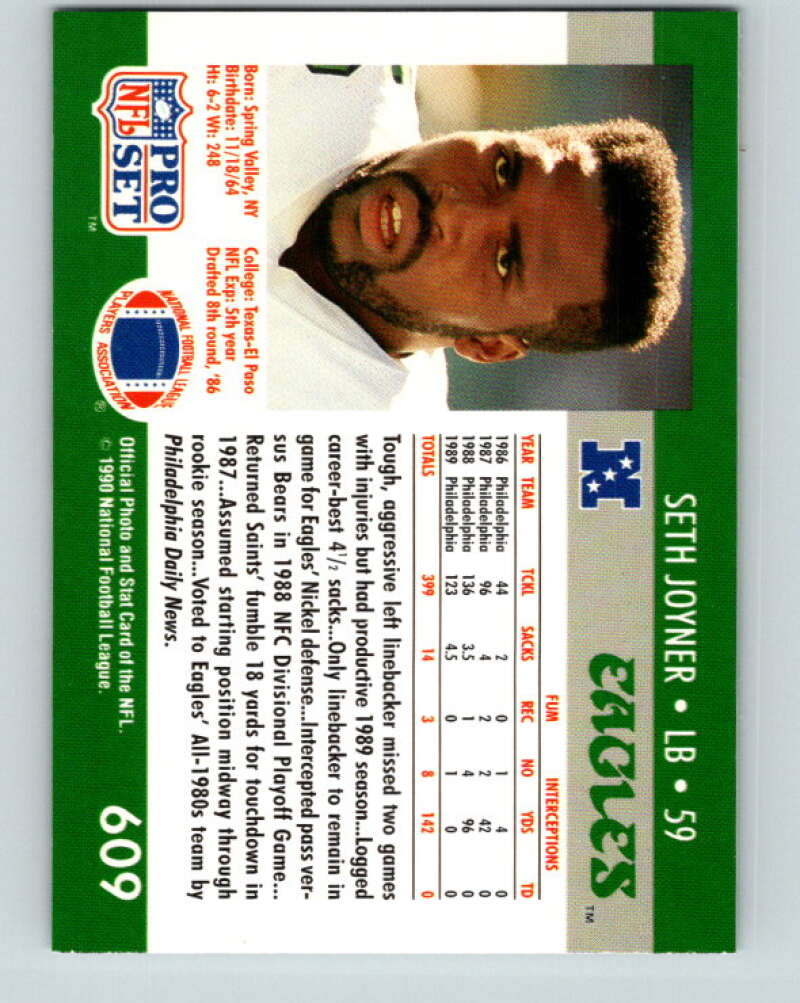 SETH JOYNER • LB • 59
EAGLES TM
N
FUM INTERCEPTIONS
YEAR TEAM TCKL SACKS REC NO YDS TD
1986 Philadelphia 44 2 0 1 4 0
1987 Philadelphia 96 4 2 2 42 0
1988 Philadelphia 136 3.5 1 4 96 0
1989 Philadelphia 123 4.5 0 1 0 0
TOTALS 399 14 3 8 142 0
Tough, aggressive left linebacker missed two games
with injuries but had productive 1989 season...Logged
career-best 4 1/2 sacks...Only linebacker to remain in
game for Eagles' Nickel defense...Intercepted pass ver-
sus Bears in 1988 NFC Divisional Playoff Game...
Returned Saints' fumble 18 yards for touchdown in
1987...Assumed starting position midway through
rookie season...Voted to Eagles' All-1980s team by
Philadelphia Daily News.
Born: Spring Valley, NY
Birthdate: 11/18/64
Ht: 6-2 Wt: 248
College: Texas-El Paso
NFL Exp: 5th year
Drafted 8th round, '86
PRO SET
NFL
TM
NATIONAL FOOTBALL LEAGUE
PLAYERS ASSOCIATION
®
Official Photo and Stat Card of the NFL.
© 1990 National Football League.
609